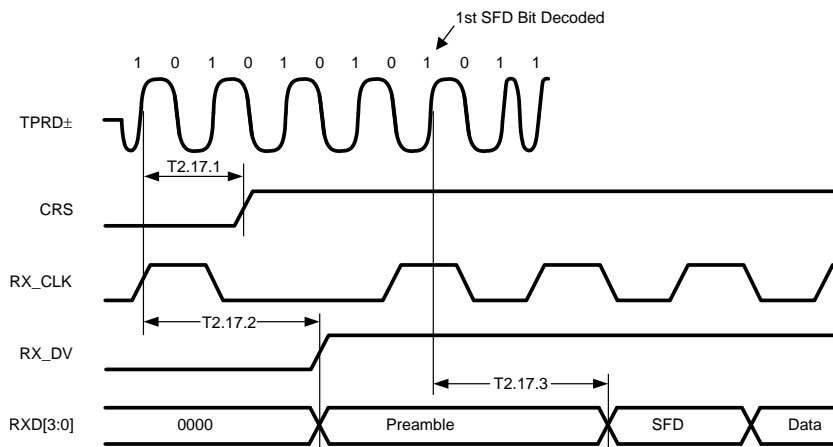 1st SFD Bit Decoded
1 0 1 0 1 0 1 0 1 0 1 1
TPRD±
T2.17.1
CRS
RX_CLK
T2.17.2
RX_DV
T2.17.3
RXD[3:0] 0000 Preamble SFD Data